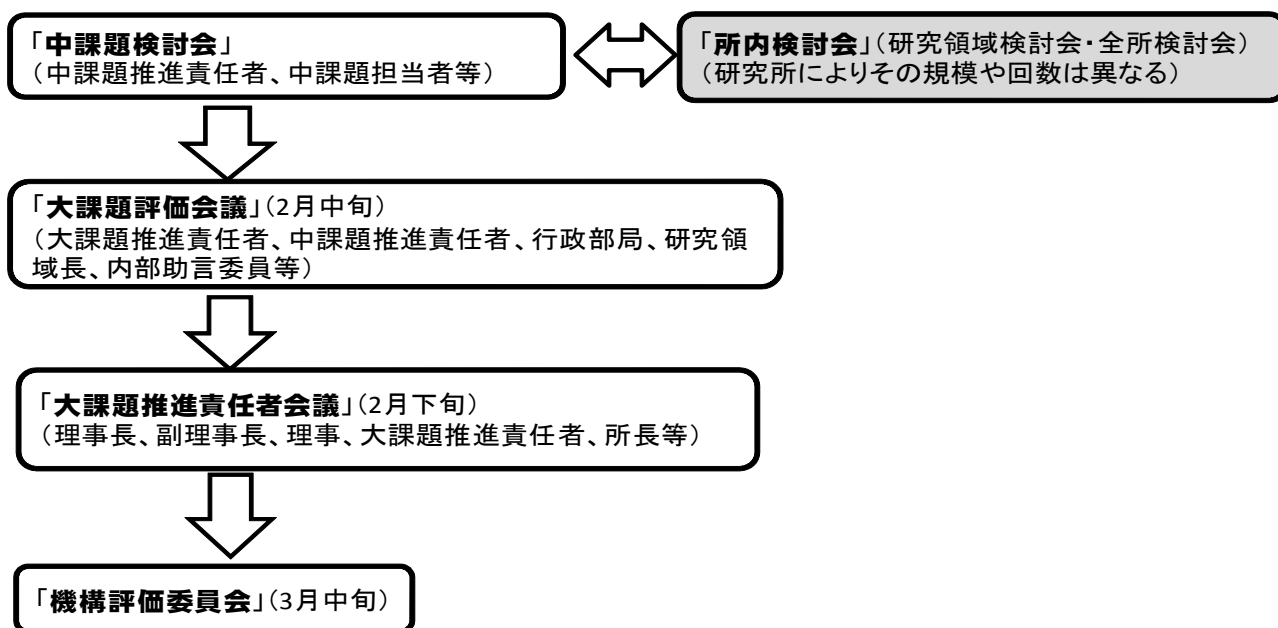 「中課題検討会」
（中課題推進責任者、中課題担当者等）
「所内検討会」（研究領域検討会・全所検討会）
（研究所によりその規模や回数は異なる）
「大課題評価会議」（2月中旬）
（大課題推進責任者、中課題推進責任者、行政部局、研究領
域長、内部助言委員等）
「大課題推進責任者会議」（2月下旬）
（理事長、副理事長、理事、大課題推進責任者、所長等）
「機構評価委員会」（3月中旬）